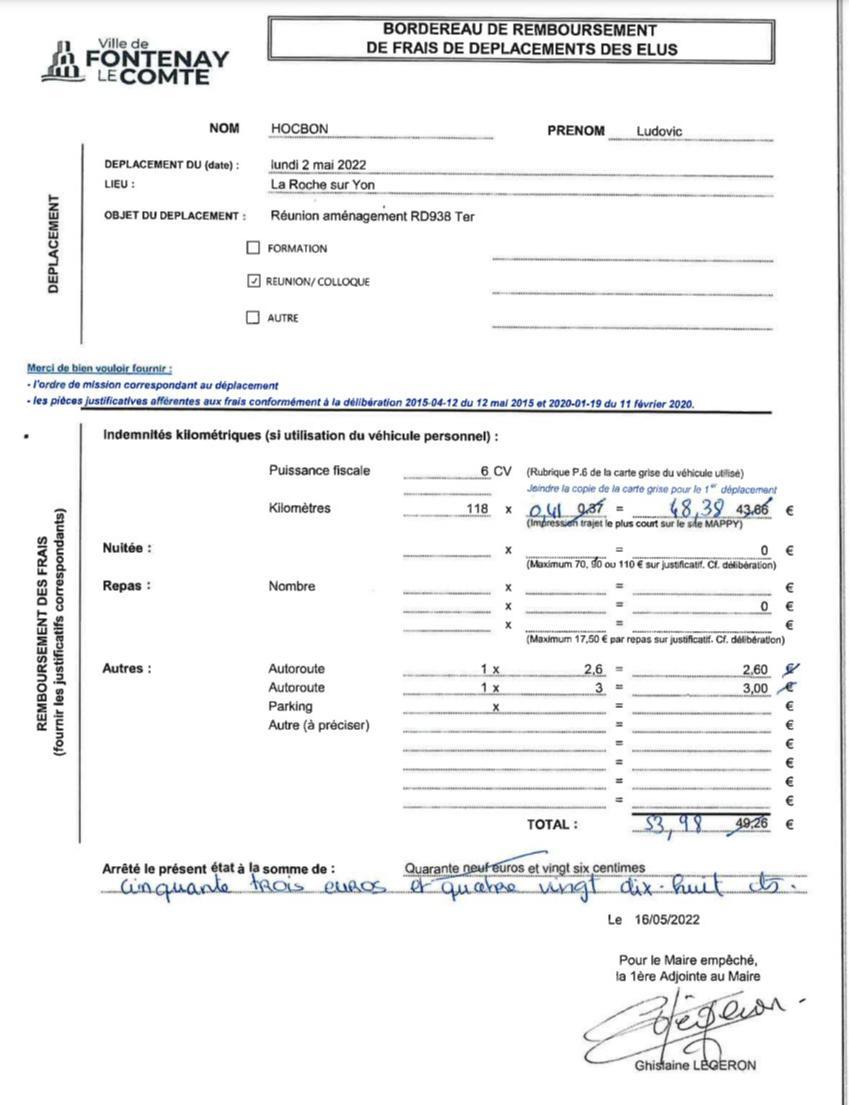 Ville de
FONTENAY
LE COMTE
BORDEREAU DE REMBOURSEMENT
DE FRAIS DE DEPLACEMENTS DES ELUS
NOM HOCBON PRENOM Ludovic
DEPLACEMENT
DEPLACEMENT DU (date) : lundi 2 mai 2022
LIEU : La Roche sur Yon
OBJET DU DEPLACEMENT : Réunion aménagement RD938 Ter
FORMATION
REUNION/ COLLOQUE
AUTRE
Merci de bien vouloir fournir :
- l'ordre de mission correspondant au déplacement
- les pièces justificatives afférentes aux frais conformément à la délibération 2015-04-12 du 12 mai 2015 et 2020-01-19 du 11 février 2020.
REMBOURSEMENT DES FRAIS
(fournir les justificatifs correspondants)
Indemnités kilométriques (si utilisation du véhicule personnel) :
Puissance fiscale 6 CV (Rubrique P.6 de la carte grise du véhicule utilisé)
Joindre la copie de la carte grise pour le 1er déplacement
Kilomètres 118 x 0,41 0,37 = 48,38 43,66 €
(Impression trajet le plus court sur le site MAPPY)
Nuitée : x = 0 €
(Maximum 70, 90 ou 110 € sur justificatif. Cf. délibération)
Repas : Nombre x = €
x = 0 €
x = €
(Maximum 17,50 € par repas sur justificatif. Cf. délibération)
Autres : Autoroute 1 x 2,6 = 2,60 €
Autoroute 1 x 3 = 3,00 €
Parking x = €
Autre (à préciser) = €
= €
= €
= €
= €
TOTAL : 53,98 49,26 €
Arrêté le présent état à la somme de : Quarante neuf euros et vingt six centimes
cinquante trois euros et quatre vingt dix-huit cts.
Le 16/05/2022
Pour le Maire empêché,
la 1ère Adjointe au Maire
Ghislaine LEGERON